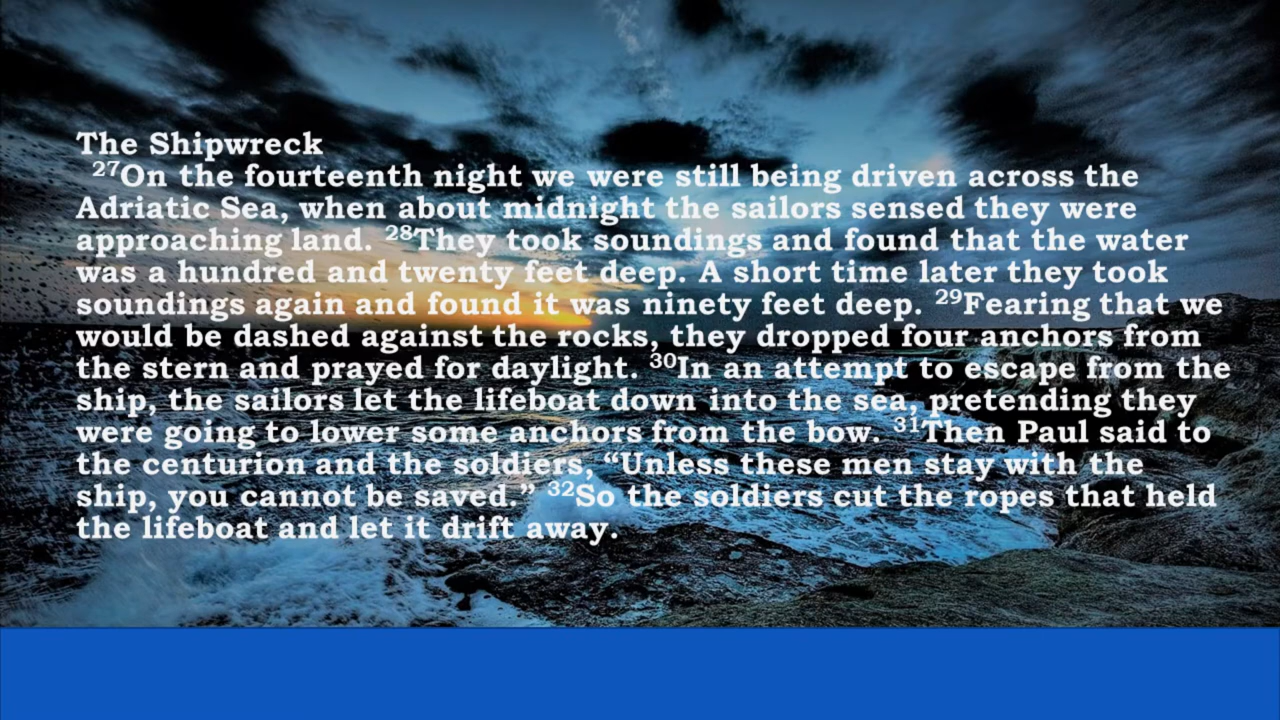 The Shipwreck
27On the fourteenth night we were still being driven across the
Adriatic Sea, when about midnight the sailors sensed they were
approaching land. 28They took soundings and found that the water
was a hundred and twenty feet deep. A short time later they took
soundings again and found it was ninety feet deep. 29Fearing that we
would be dashed against the rocks, they dropped four anchors from
the stern and prayed for daylight. 30In an attempt to escape from the
ship, the sailors let the lifeboat down into the sea, pretending they
were going to lower some anchors from the bow. 31Then Paul said to
the centurion and the soldiers, “Unless these men stay with the
ship, you cannot be saved.” 32So the soldiers cut the ropes that held
the lifeboat and let it drift away.